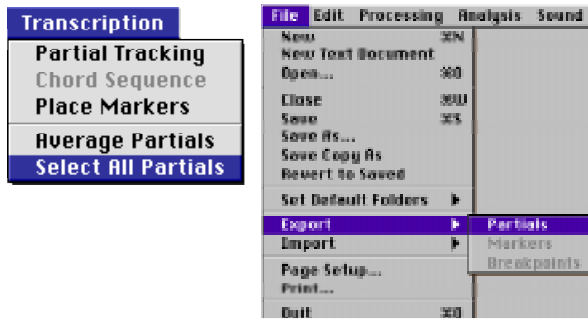 Transcription
Partial Tracking
Chord Sequence
Place Markers
Average Partials
Select All Partials
File Edit Processing Analysis Sound
New ⌘N
New Text Document
Open... ⌘O
Close ⌘W
Save ⌘S
Save As...
Save Copy As
Revert to Saved
Set Default Folders
Export
Import
Page Setup...
Print...
Quit ⌘Q
Partials
Markers
Breakpoints